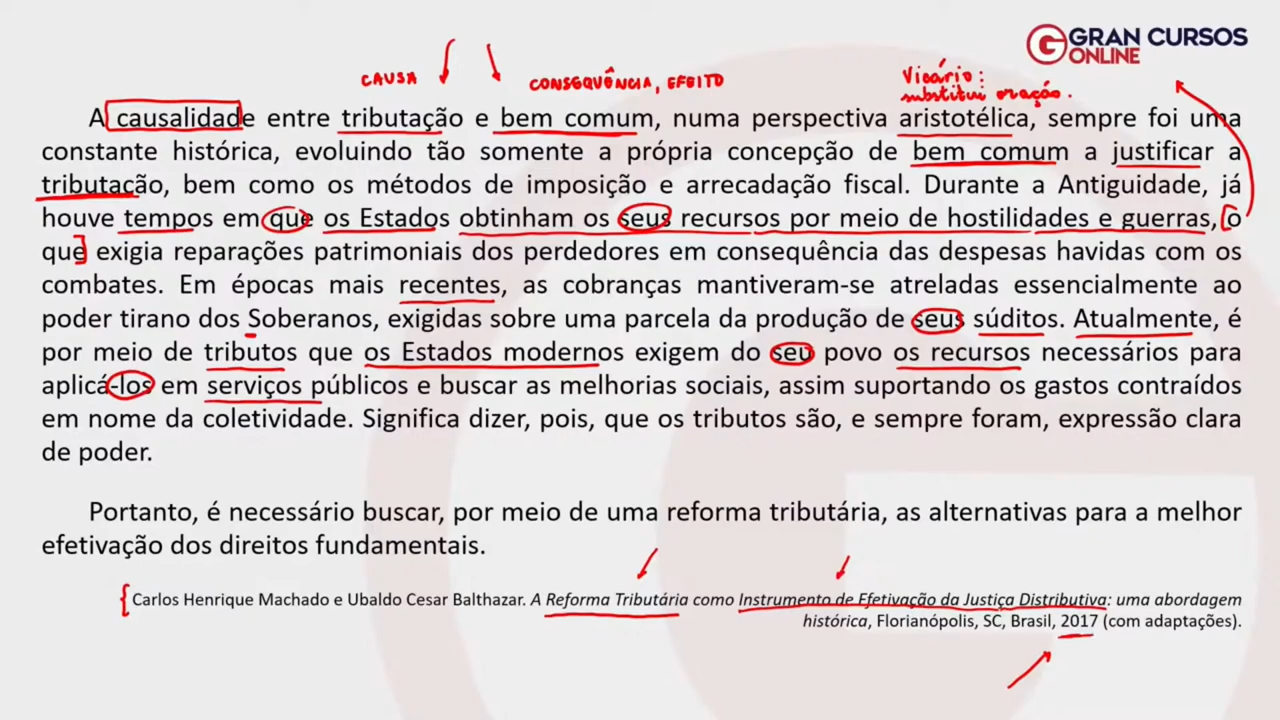 GRAN CURSOS
ONLINE
CAUSA
CONSEQUÊNCIA, EFEITO
Vicário:
substitui oração.
A causalidade entre tributação e bem comum, numa perspectiva aristotélica, sempre foi uma
constante histórica, evoluindo tão somente a própria concepção de bem comum a justificar a
tributação, bem como os métodos de imposição e arrecadação fiscal. Durante a Antiguidade, já
houve tempos em que os Estados obtinham os seus recursos por meio de hostilidades e guerras, o
que exigia reparações patrimoniais dos perdedores em consequência das despesas havidas com os
combates. Em épocas mais recentes, as cobranças mantiveram-se atreladas essencialmente ao
poder tirano dos Soberanos, exigidas sobre uma parcela da produção de seus súditos. Atualmente, é
por meio de tributos que os Estados modernos exigem do seu povo os recursos necessários para
aplicá-los em serviços públicos e buscar as melhorias sociais, assim suportando os gastos contraídos
em nome da coletividade. Significa dizer, pois, que os tributos são, e sempre foram, expressão clara
de poder.
Portanto, é necessário buscar, por meio de uma reforma tributária, as alternativas para a melhor
efetivação dos direitos fundamentais.
Carlos Henrique Machado e Ubaldo Cesar Balthazar. A Reforma Tributária como Instrumento de Efetivação da Justiça Distributiva: uma abordagem
histórica, Florianópolis, SC, Brasil, 2017 (com adaptações).